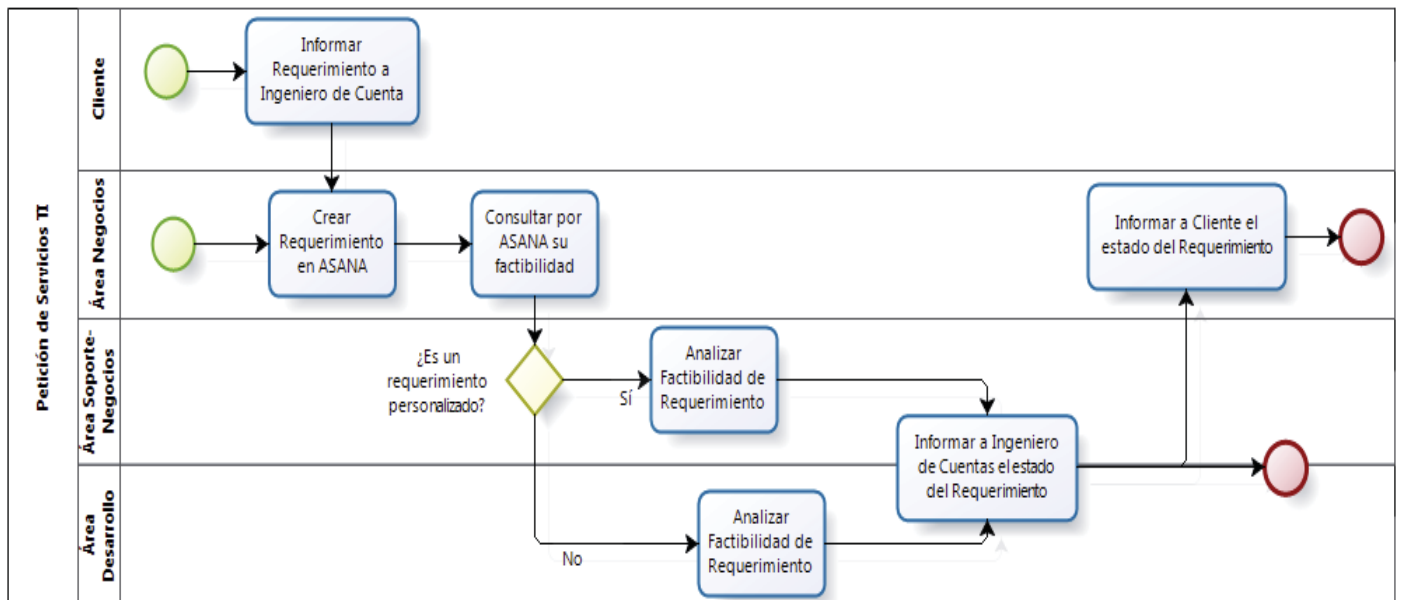 Petición de Servicios TI
Cliente
Informar
Requerimiento a
Ingeniero de Cuenta
Área Negocios
Crear
Requerimiento
en ASANA
Consultar por
ASANA su
factibilidad
Informar a Cliente el
estado del Requerimiento
Área Soporte-
Negocios
¿Es un
requerimiento
personalizado?
Sí
Analizar
Factibilidad de
Requerimiento
Informar a Ingeniero
de Cuentas el estado
del Requerimiento
Área
Desarrollo
No
Analizar
Factibilidad de
Requerimiento